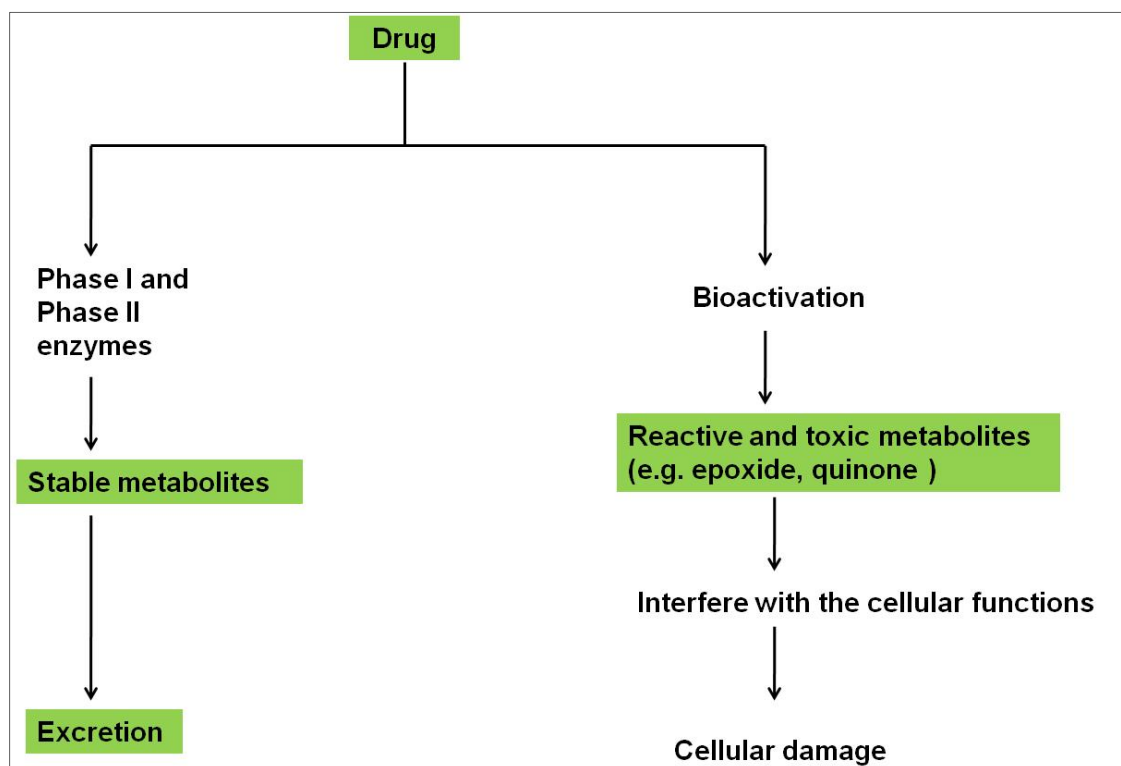 Drug
Phase I and
Phase II
enzymes
Stable metabolites
Excretion
Bioactivation
Reactive and toxic metabolites
(e.g. epoxide, quinone )
Interfere with the cellular functions
Cellular damage